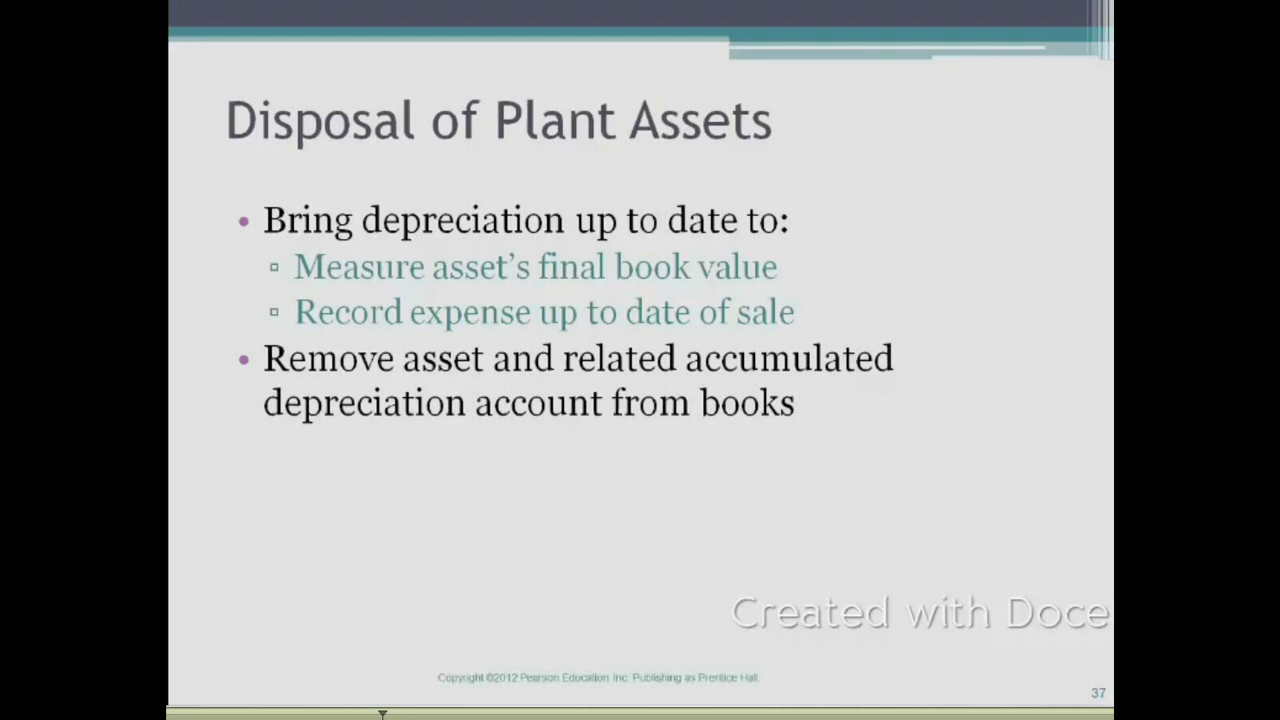 Disposal of Plant Assets
• Bring depreciation up to date to:
▫ Measure asset's final book value
▫ Record expense up to date of sale
• Remove asset and related accumulated
depreciation account from books
Created with Doce
Copyright ©2012 Pearson Education Inc. Publishing as Prentice Hall.
37